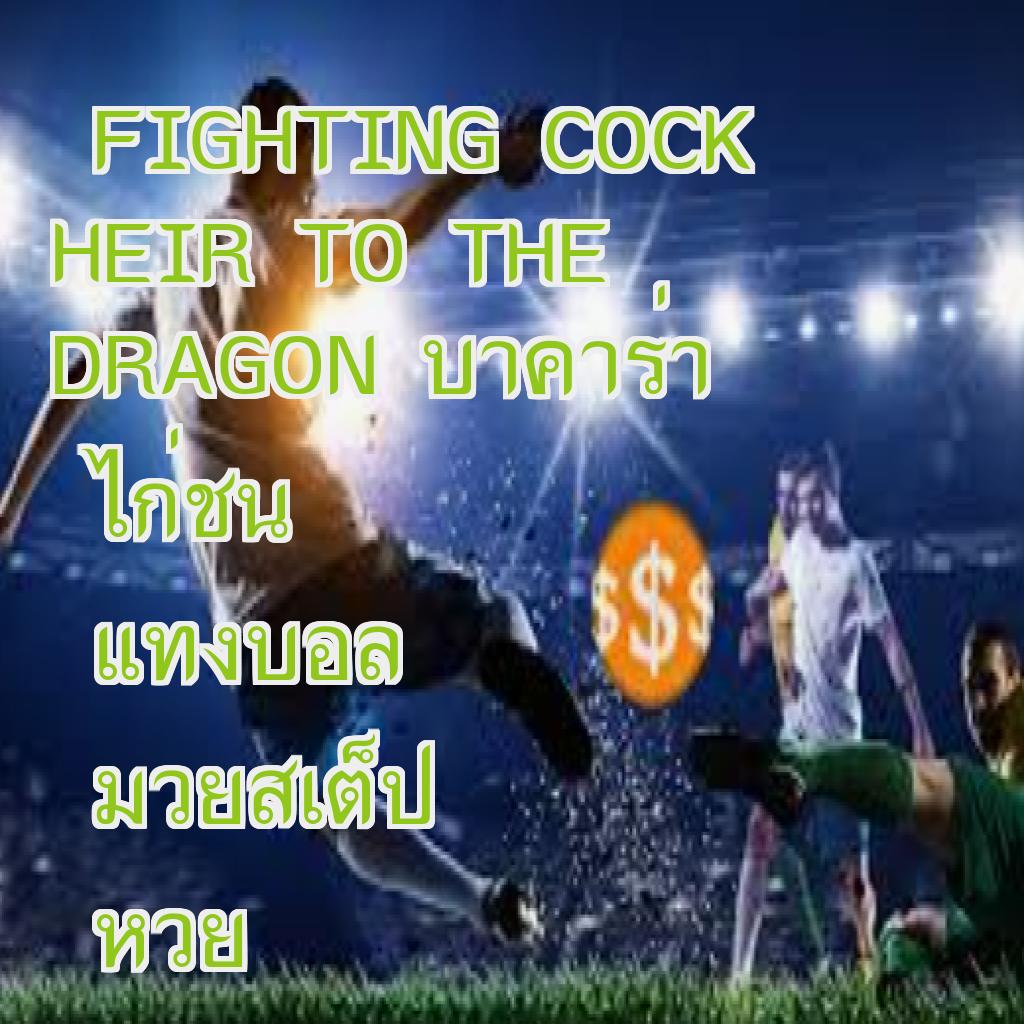 FIGHTING COCK
HEIR TO THE
DRAGON บาคาร่า
ไก่ชน
แทงบอล
มวยสเต็ป
หวย
$$$